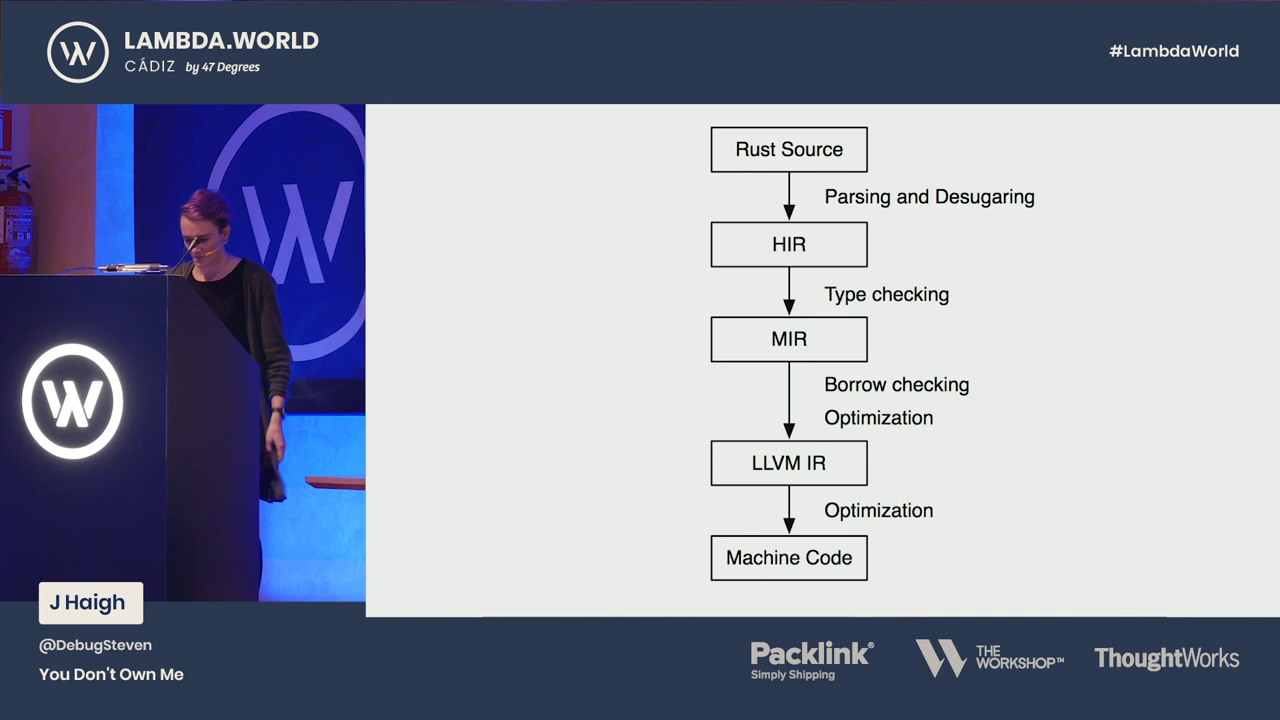 LAMBDA.WORLD
CÁDIZ by 47 Degrees
#LambdaWorld
Rust Source
Parsing and Desugaring
HIR
Type checking
MIR
Borrow checking
Optimization
LLVM IR
Optimization
Machine Code
J Haigh
@DebugSteven
You Don't Own Me
Packlink®
Simply Shipping
THE
WORKSHOP™
ThoughtWorks